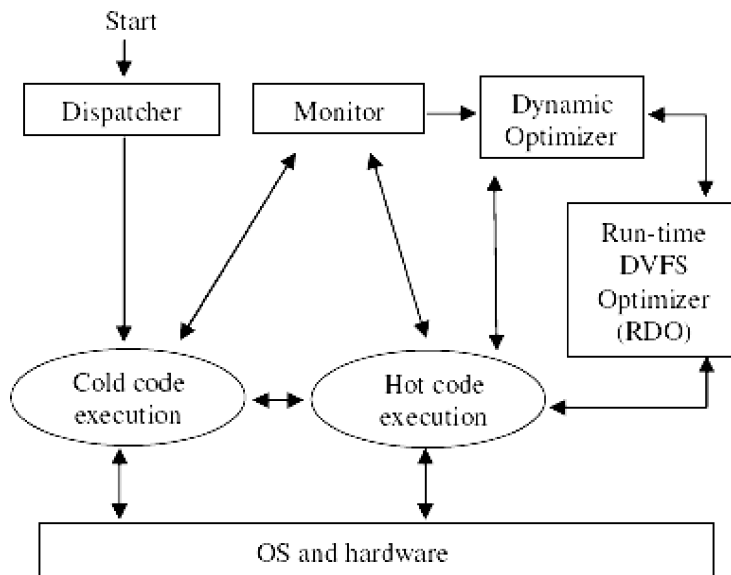 Start
Dispatcher
Monitor
Dynamic
Optimizer
Run-time
DVFS
Optimizer
(RDO)
Cold code
execution
Hot code
execution
OS and hardware